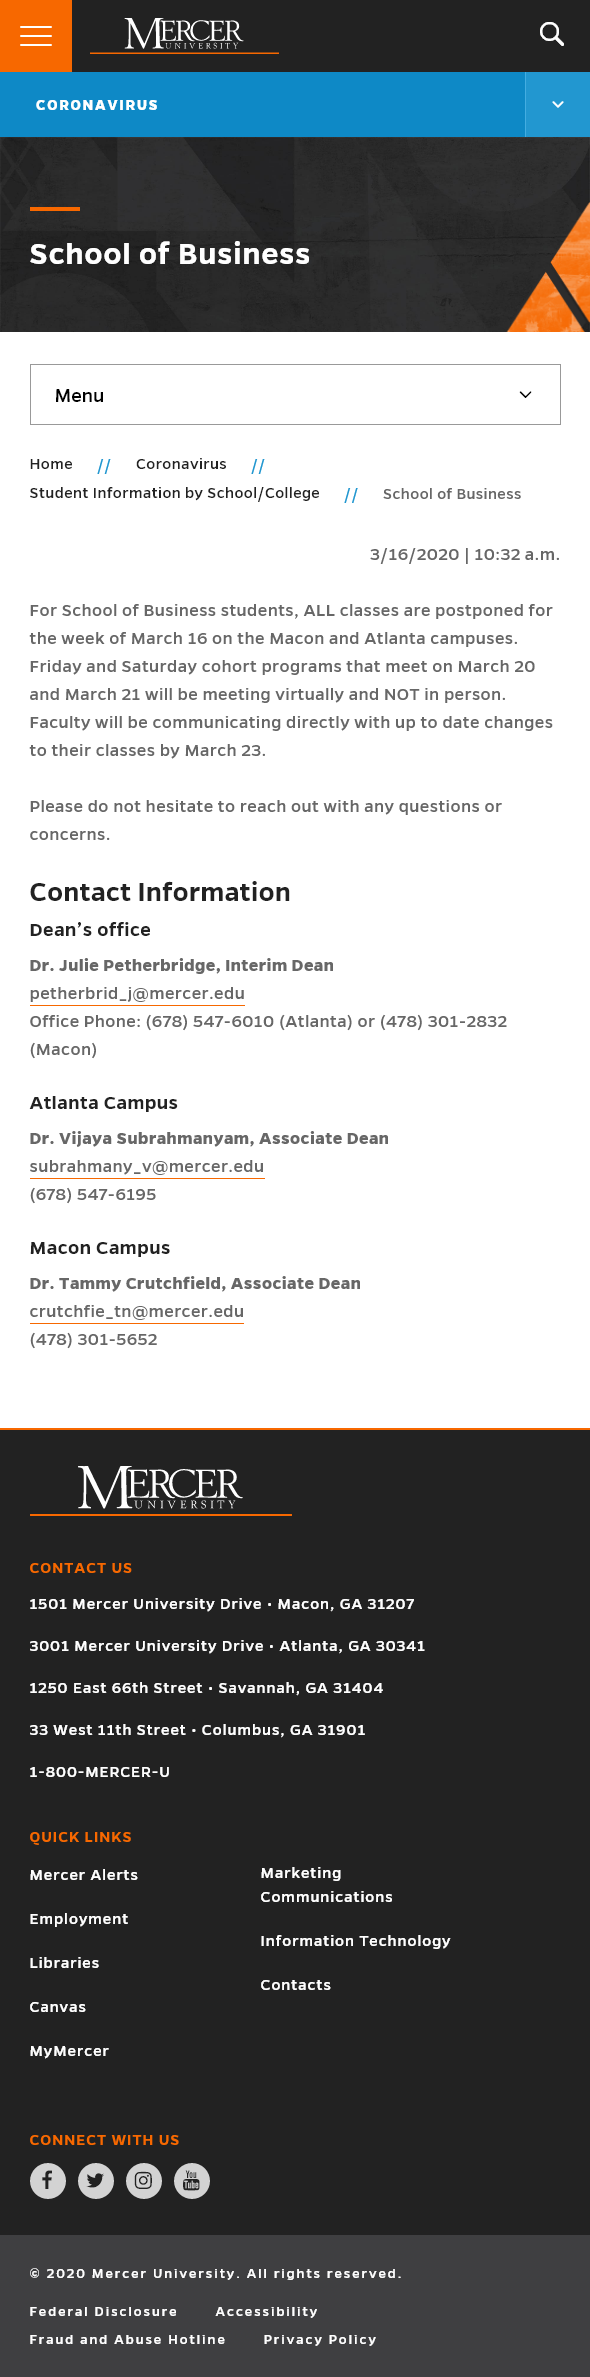 MERCER
UNIVERSITY
CORONAVIRUS
School of Business
Menu
Home // Coronavirus //
Student Information by School/College // School of Business
3/16/2020 | 10:32 a.m.
For School of Business students, ALL classes are postponed for
the week of March 16 on the Macon and Atlanta campuses.
Friday and Saturday cohort programs that meet on March 20
and March 21 will be meeting virtually and NOT in person.
Faculty will be communicating directly with up to date changes
to their classes by March 23.
Please do not hesitate to reach out with any questions or
concerns.
Contact Information
Dean’s office
Dr. Julie Petherbridge, Interim Dean
petherbrid_j@mercer.edu
Office Phone: (678) 547-6010 (Atlanta) or (478) 301-2832
(Macon)
Atlanta Campus
Dr. Vijaya Subrahmanyam, Associate Dean
subrahmany_v@mercer.edu
(678) 547-6195
Macon Campus
Dr. Tammy Crutchfield, Associate Dean
crutchfie_tn@mercer.edu
(478) 301-5652
MERCER
UNIVERSITY
CONTACT US
1501 Mercer University Drive • Macon, GA 31207
3001 Mercer University Drive • Atlanta, GA 30341
1250 East 66th Street • Savannah, GA 31404
33 West 11th Street • Columbus, GA 31901
1-800-MERCER-U
QUICK LINKS
Mercer Alerts
Employment
Libraries
Canvas
MyMercer
Marketing
Communications
Information Technology
Contacts
CONNECT WITH US
You
Tube
© 2020 Mercer University. All rights reserved.
Federal Disclosure Accessibility
Fraud and Abuse Hotline Privacy Policy